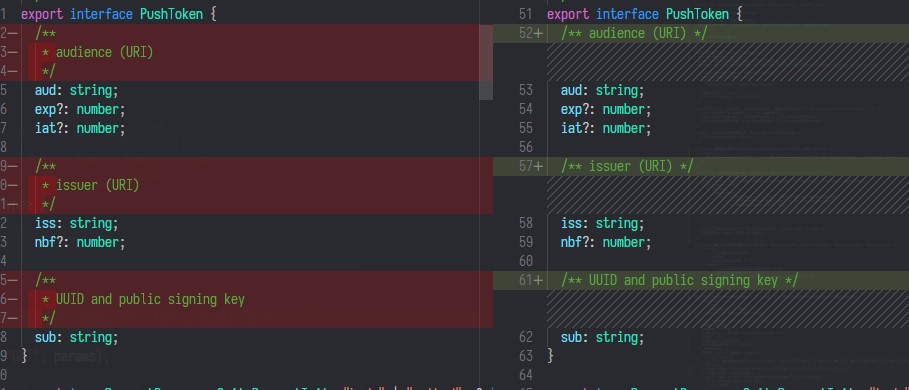 1 export interface PushToken {
2— /**
3— * audience (URI)
4— */
5 aud: string;
6 exp?: number;
7 iat?: number;
8
9— /**
0— * issuer (URI)
1— */
2 iss: string;
3 nbf?: number;
4
5— /**
6— * UUID and public signing key
7— */
8 sub: string;
9 }
0
51 export interface PushToken {
52+ /** audience (URI) */
53 aud: string;
54 exp?: number;
55 iat?: number;
56
57+ /** issuer (URI) */
58 iss: string;
59 nbf?: number;
60
61+ /** UUID and public signing key */
62 sub: string;
63 }
64